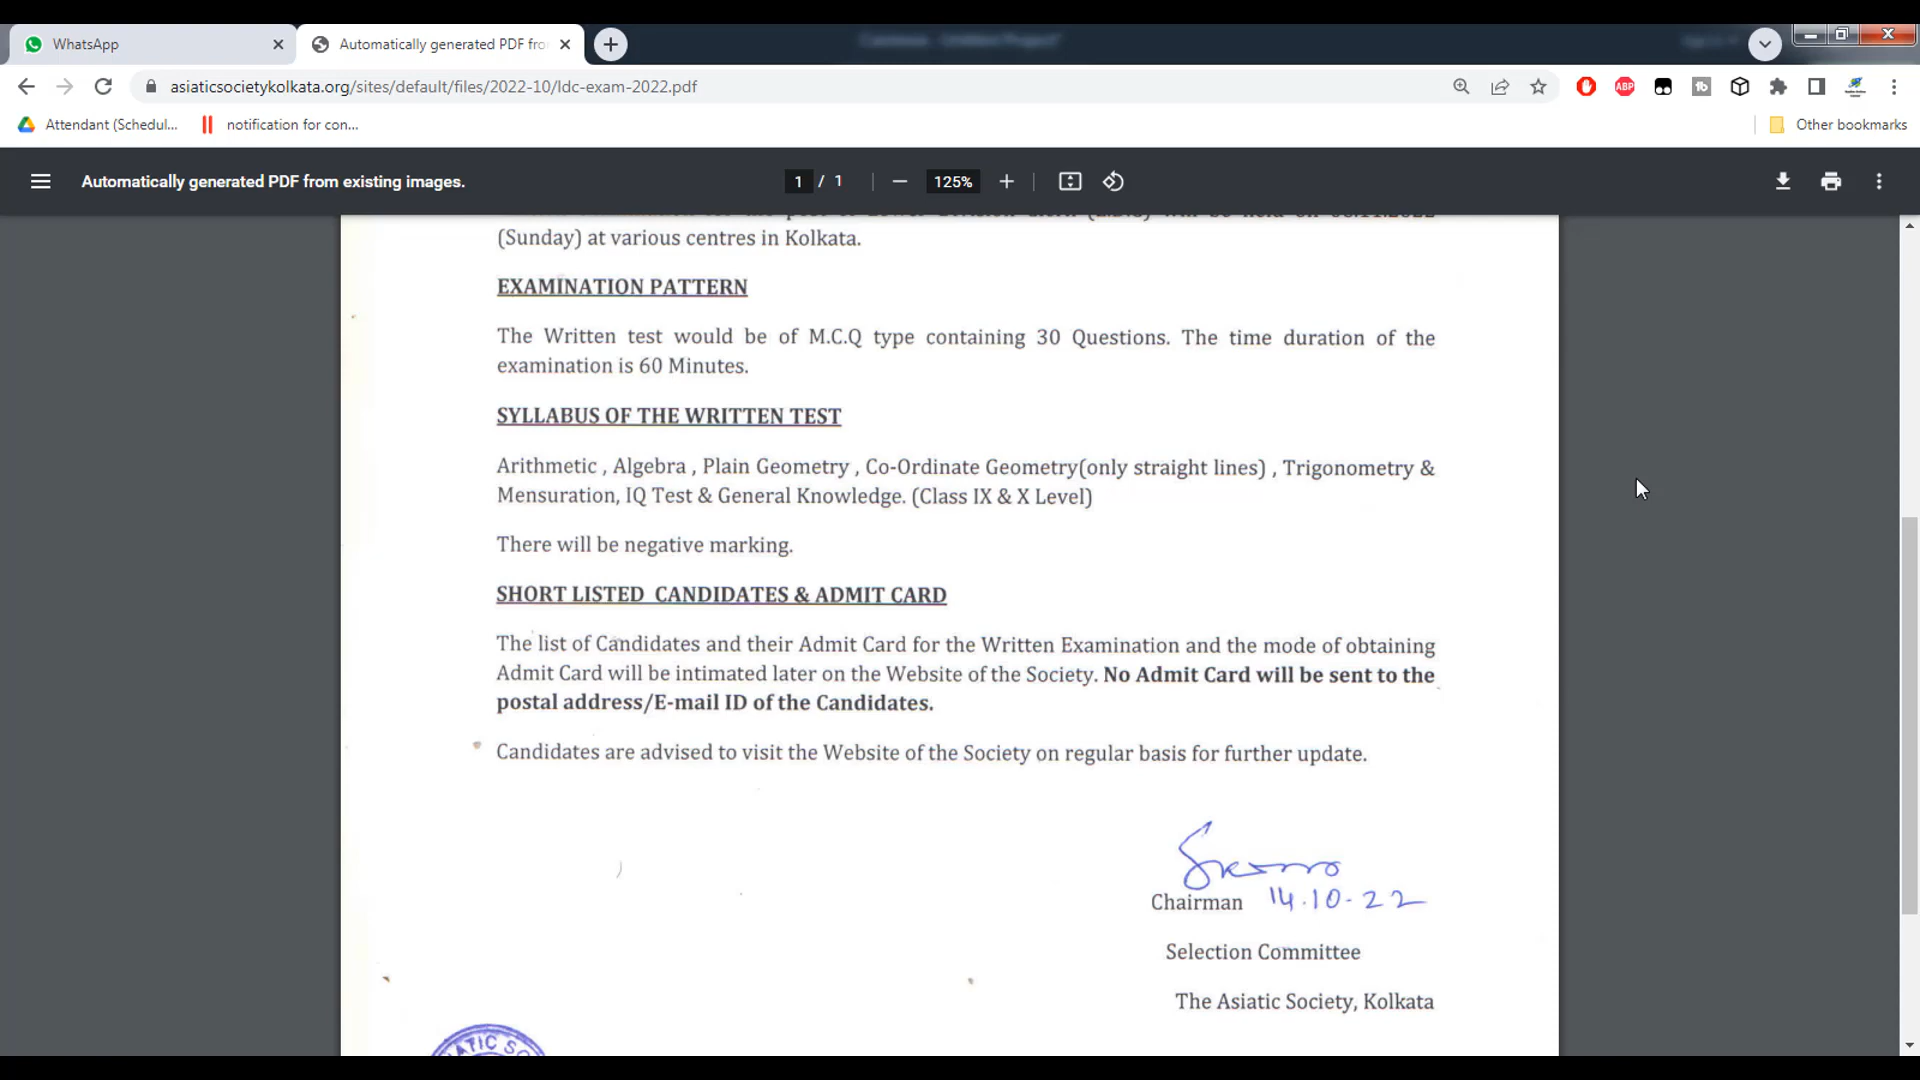 WhatsApp
Automatically generated PDF fro
asiaticsocietykolkata.org/sites/default/files/2022-10/ldc-exam-2022.pdf
ABP
Attendant (Schedul...
notification for con...
Other bookmarks
Automatically generated PDF from existing images.
1 / 1
125%
(Sunday) at various centres in Kolkata.
EXAMINATION PATTERN
The Written test would be of M.C.Q type containing 30 Questions. The time duration of the
examination is 60 Minutes.
SYLLABUS OF THE WRITTEN TEST
Arithmetic , Algebra , Plain Geometry , Co-Ordinate Geometry(only straight lines) , Trigonometry &
Mensuration, IQ Test & General Knowledge. (Class IX & X Level)
There will be negative marking.
SHORT LISTED CANDIDATES & ADMIT CARD
The list of Candidates and their Admit Card for the Written Examination and the mode of obtaining
Admit Card will be intimated later on the Website of the Society. No Admit Card will be sent to the
postal address/E-mail ID of the Candidates.
Candidates are advised to visit the Website of the Society on regular basis for further update.
Chairman 14.10-22
Selection Committee
The Asiatic Society, Kolkata